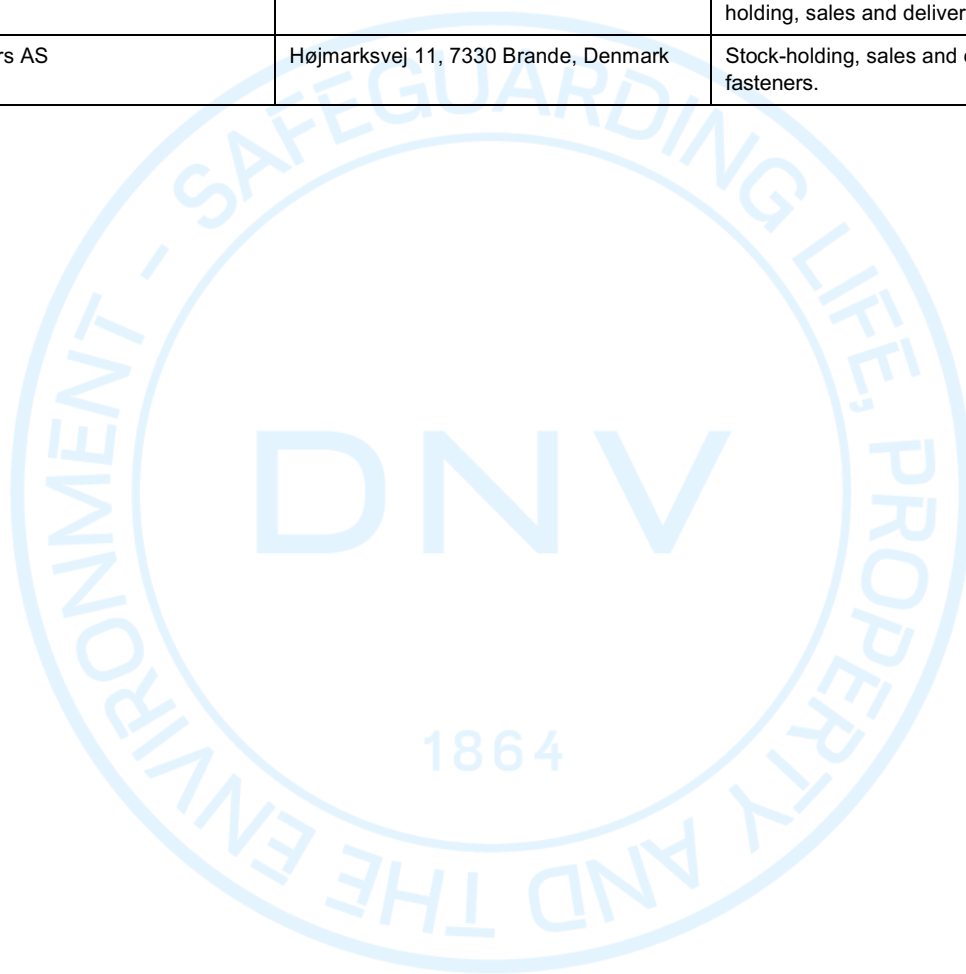 holding, sales and deliver
rs AS
Højmarksvej 11, 7330 Brande, Denmark
Stock-holding, sales and
fasteners.
SAFEGUARDING LIFE, PROPERTY AND THE ENVIRONMENT -
DNV
1864